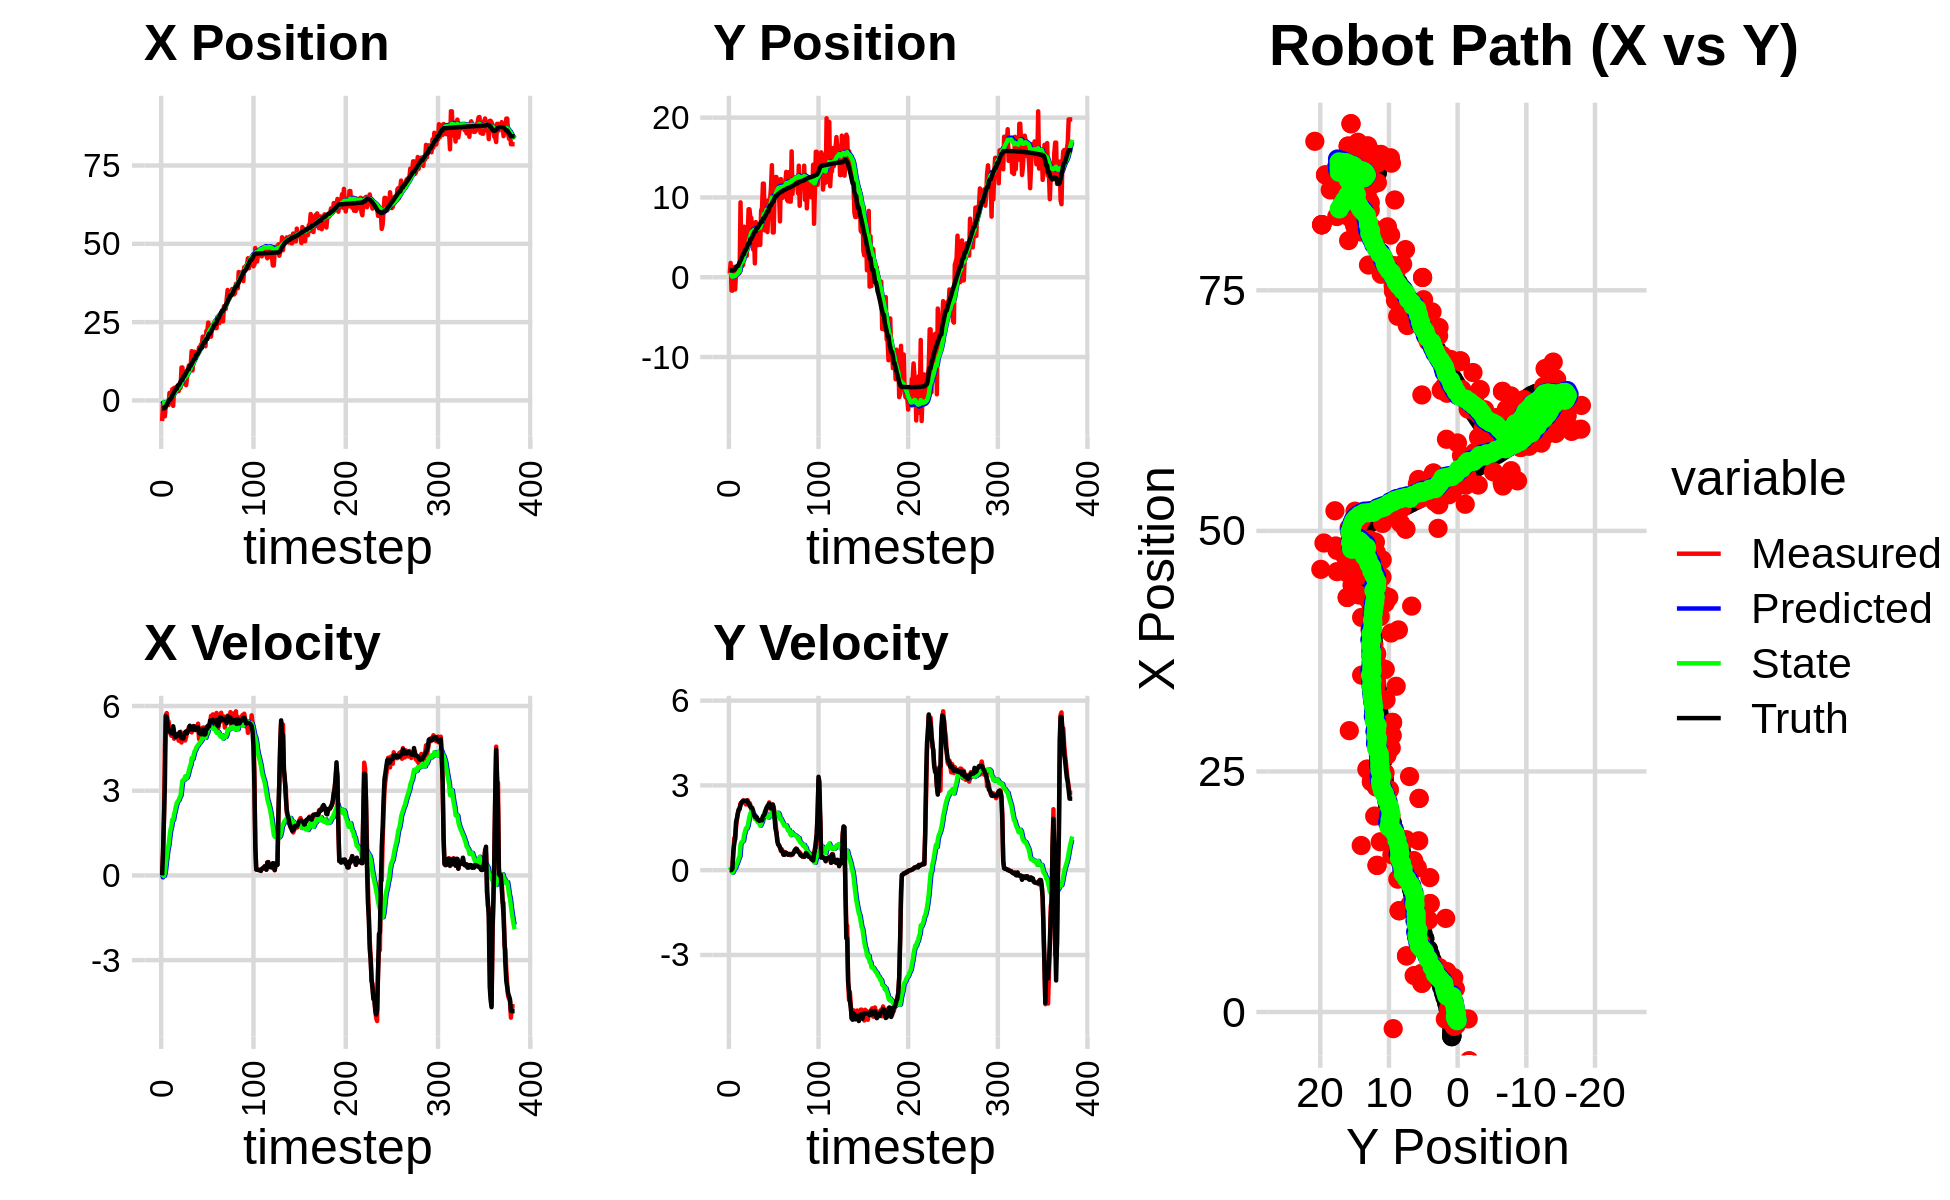 X Position
75
50
25
0
0
100
200
300
400
timestep
Y Position
20
10
0
-10
0
100
200
300
400
timestep
X Velocity
6
3
0
-3
0
100
200
300
400
timestep
Y Velocity
6
3
0
-3
0
100
200
300
400
timestep
Robot Path (X vs Y)
X Position
75
50
25
0
20 10 0 -10 -20
Y Position
variable
Measured
Predicted
State
Truth